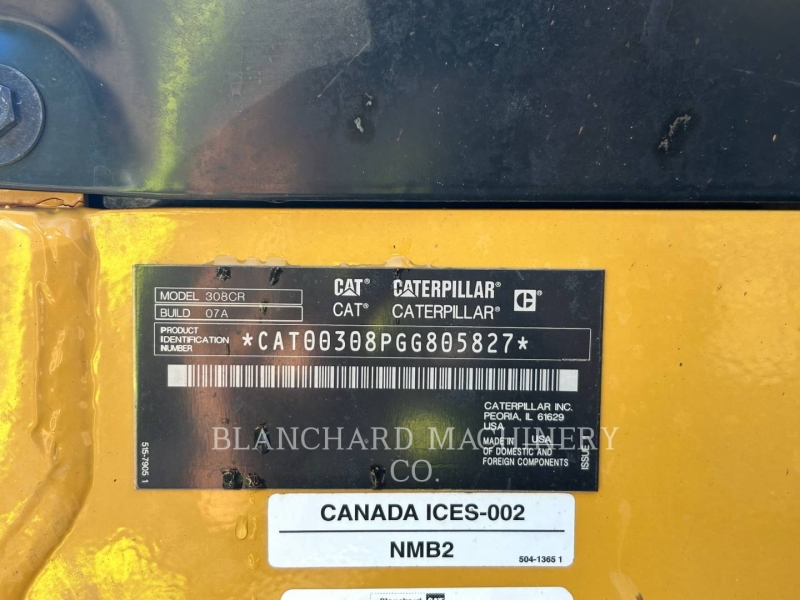 MODEL 308CR
BUILD 07A
CAT® CATERPILLAR® C
CAT® CATERPILLAR®
PRODUCT IDENTIFICATION NUMBER
*CAT00308PGG805827*
CATERPILLAR INC.
PEORIA, IL 61629
USA
MADE IN USA
OF DOMESTIC AND
FOREIGN COMPONENTS
515-7905 1
BLANCHARD MACHINERY
CO.
CANADA ICES-002
NMB2
504-1365 1
Blanchard CAT